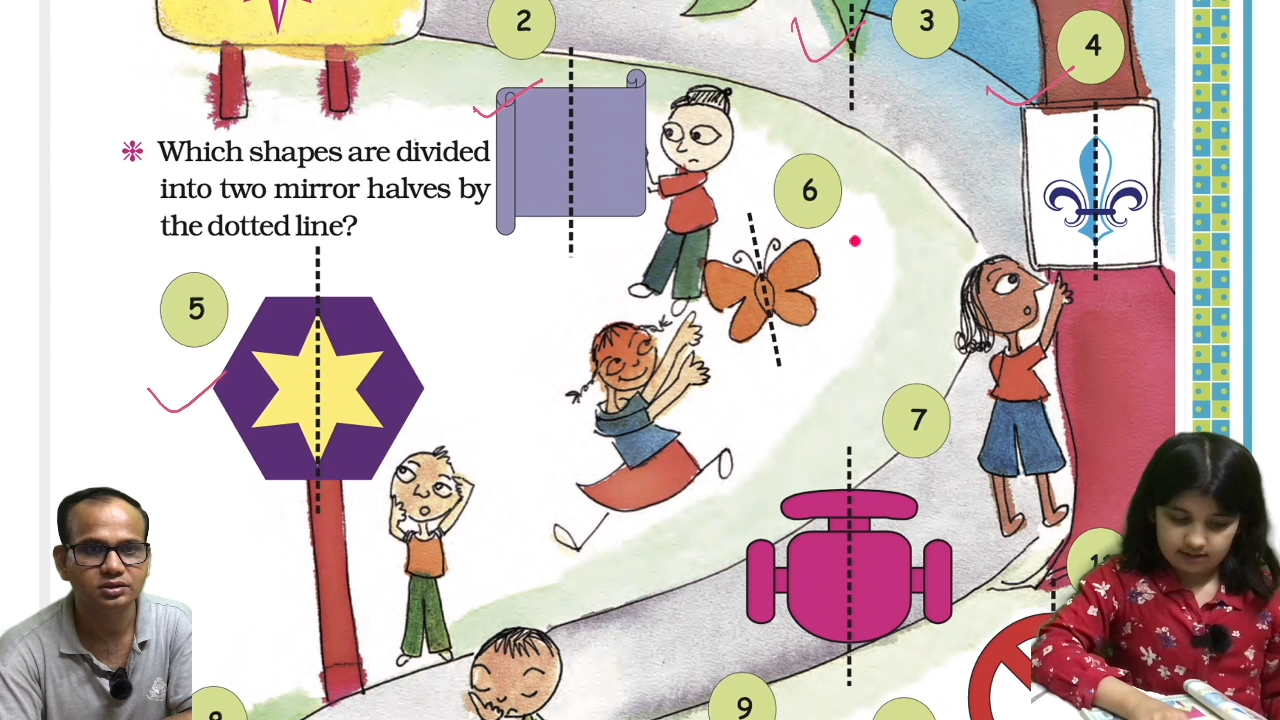 2
3
4
❉ Which shapes are divided
into two mirror halves by
the dotted line?
6
5
7
9